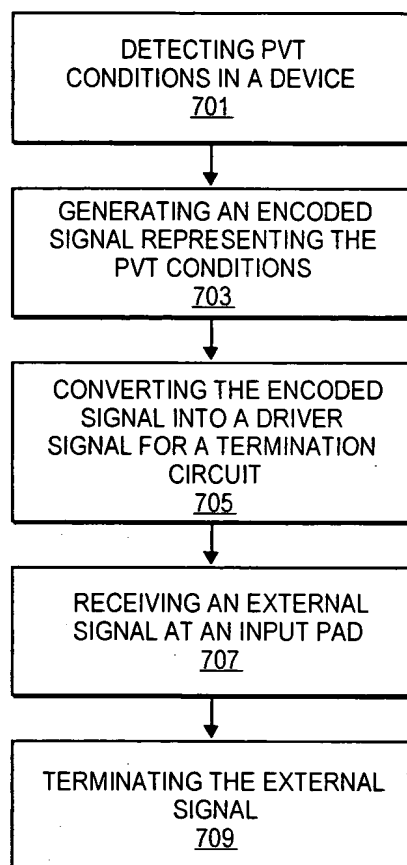 DETECTING PVT
CONDITIONS IN A DEVICE
701
GENERATING AN ENCODED
SIGNAL REPRESENTING THE
PVT CONDITIONS
703
CONVERTING THE ENCODED
SIGNAL INTO A DRIVER
SIGNAL FOR A TERMINATION
CIRCUIT
705
RECEIVING AN EXTERNAL
SIGNAL AT AN INPUT PAD
707
TERMINATING THE EXTERNAL
SIGNAL
709